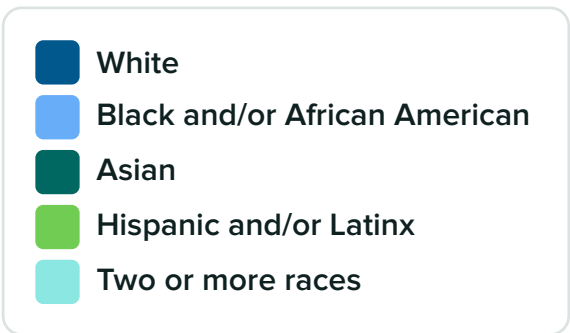 White
Black and/or African American
Asian
Hispanic and/or Latinx
Two or more races